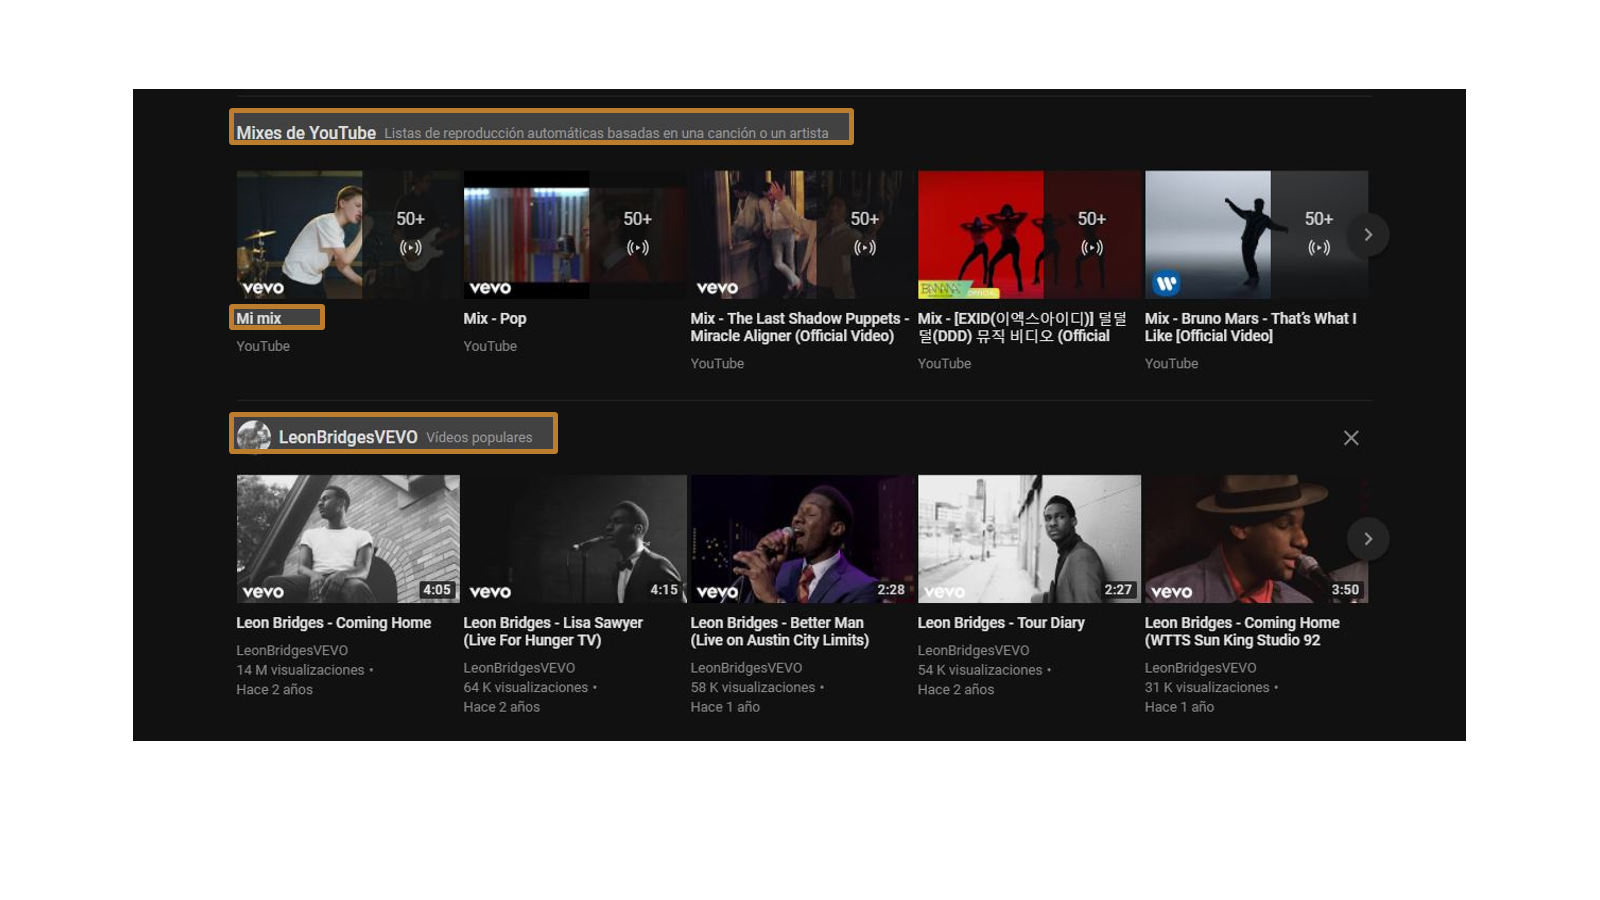 Mixes de YouTube Listas de reproducción automáticas basadas en una canción o un artista
50+ 50+ 50+ 50+ 50+
vevo vevo vevo BANANA OFFICIAL
Mi mix
YouTube
Mix - Pop
YouTube
Mix - The Last Shadow Puppets -
Miracle Aligner (Official Video)
YouTube
Mix - [EXID(이엑스아이디)] 덜덜
덜(DDD) 뮤직 비디오 (Official
YouTube
Mix - Bruno Mars - That's What I
Like [Official Video]
YouTube
LeonBridgesVEVO Vídeos populares
vevo 4:05 vevo 4:15 vevo 2:28 vevo 2:27 vevo 3:50
Leon Bridges - Coming Home
LeonBridgesVEVO
14 M visualizaciones •
Hace 2 años
Leon Bridges - Lisa Sawyer
(Live For Hunger TV)
LeonBridgesVEVO
64 K visualizaciones •
Hace 2 años
Leon Bridges - Better Man
(Live on Austin City Limits)
LeonBridgesVEVO
58 K visualizaciones •
Hace 1 año
Leon Bridges - Tour Diary
LeonBridgesVEVO
54 K visualizaciones •
Hace 2 años
Leon Bridges - Coming Home
(WTTS Sun King Studio 92
LeonBridgesVEVO
31 K visualizaciones •
Hace 1 año